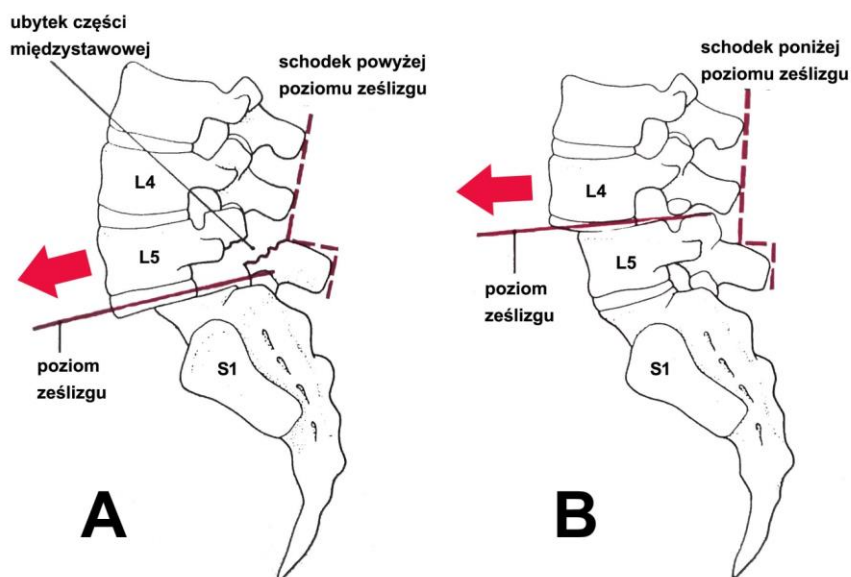 ubytek części
międzystawowej
schodek powyżej
poziomu ześlizgu
L4
L5
poziom
ześlizgu
S1
A
schodek poniżej
poziomu ześlizgu
L4
L5
poziom
ześlizgu
S1
B